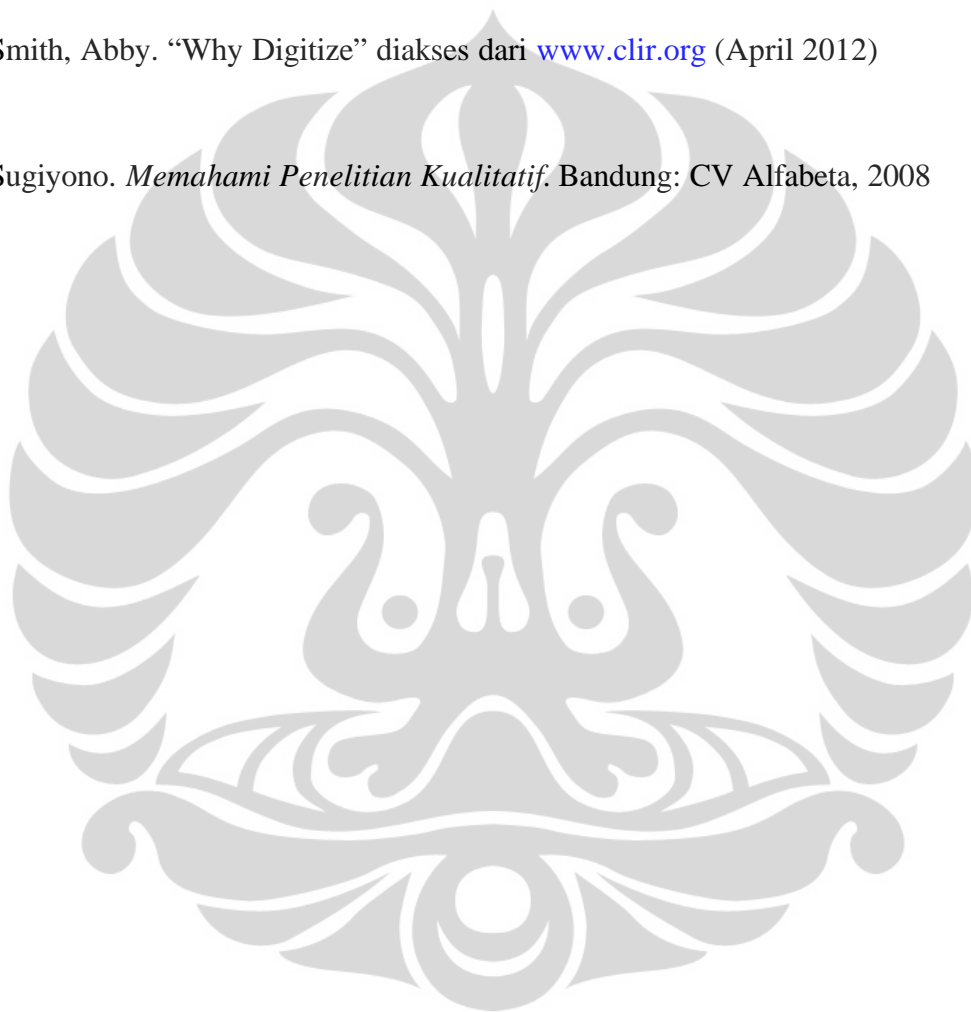 Smith, Abby. “Why Digitize” diakses dari www.clir.org (April 2012)
Sugiyono. Memahami Penelitian Kualitatif. Bandung: CV Alfabeta, 2008